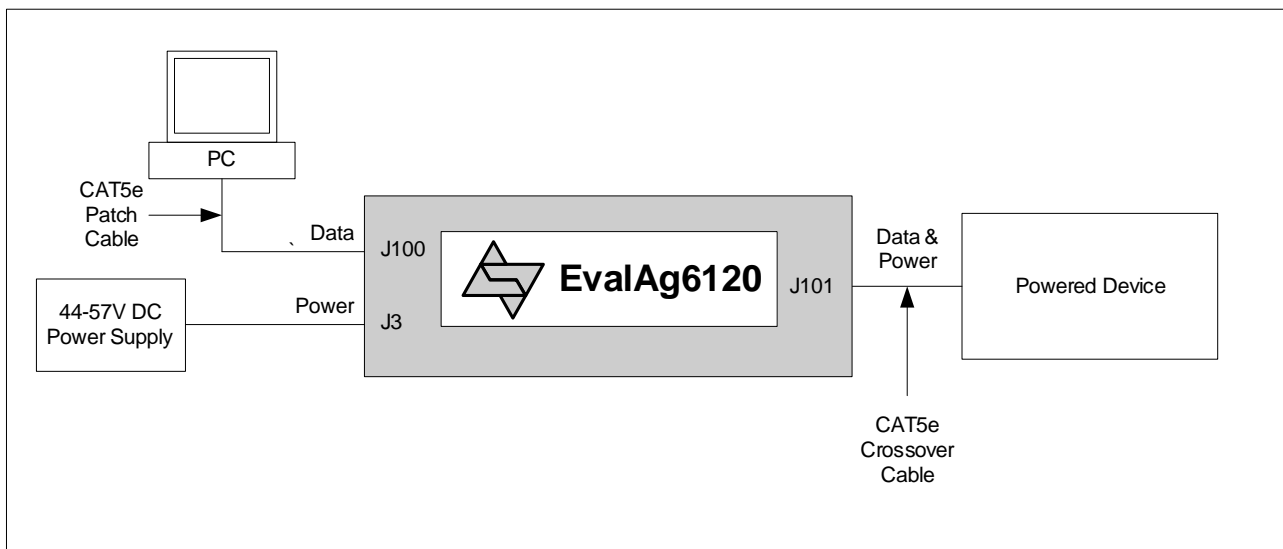 PC
CAT5e
Patch
Cable
` Data
J100
44-57V DC
Power Supply
Power
J3
EvalAg6120
J101
Data &
Power
Powered Device
CAT5e
Crossover
Cable